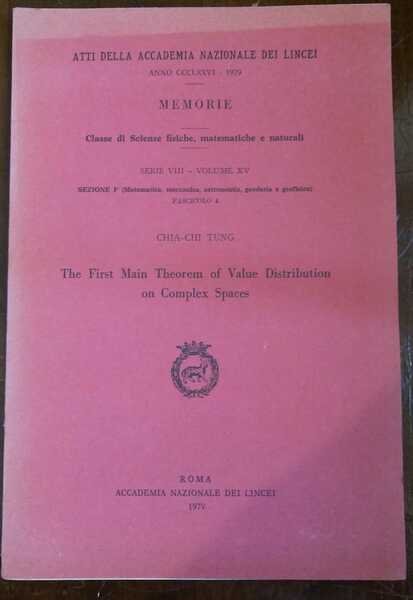 ATTI DELLA ACCADEMIA NAZIONALE DEI LINCEI
ANNO CCCLXXVI - 1979
MEMORIE
Classe di Scienze fisiche, matematiche e naturali
SERIE VIII - VOLUME XV
SEZIONE Iª (Matematica, meccanica, astronomia, geodesia e geofisica)
FASCICOLO 4
CHIA-CHI TUNG
The First Main Theorem of Value Distribution
on Complex Spaces
ROMA
ACCADEMIA NAZIONALE DEI LINCEI
1979